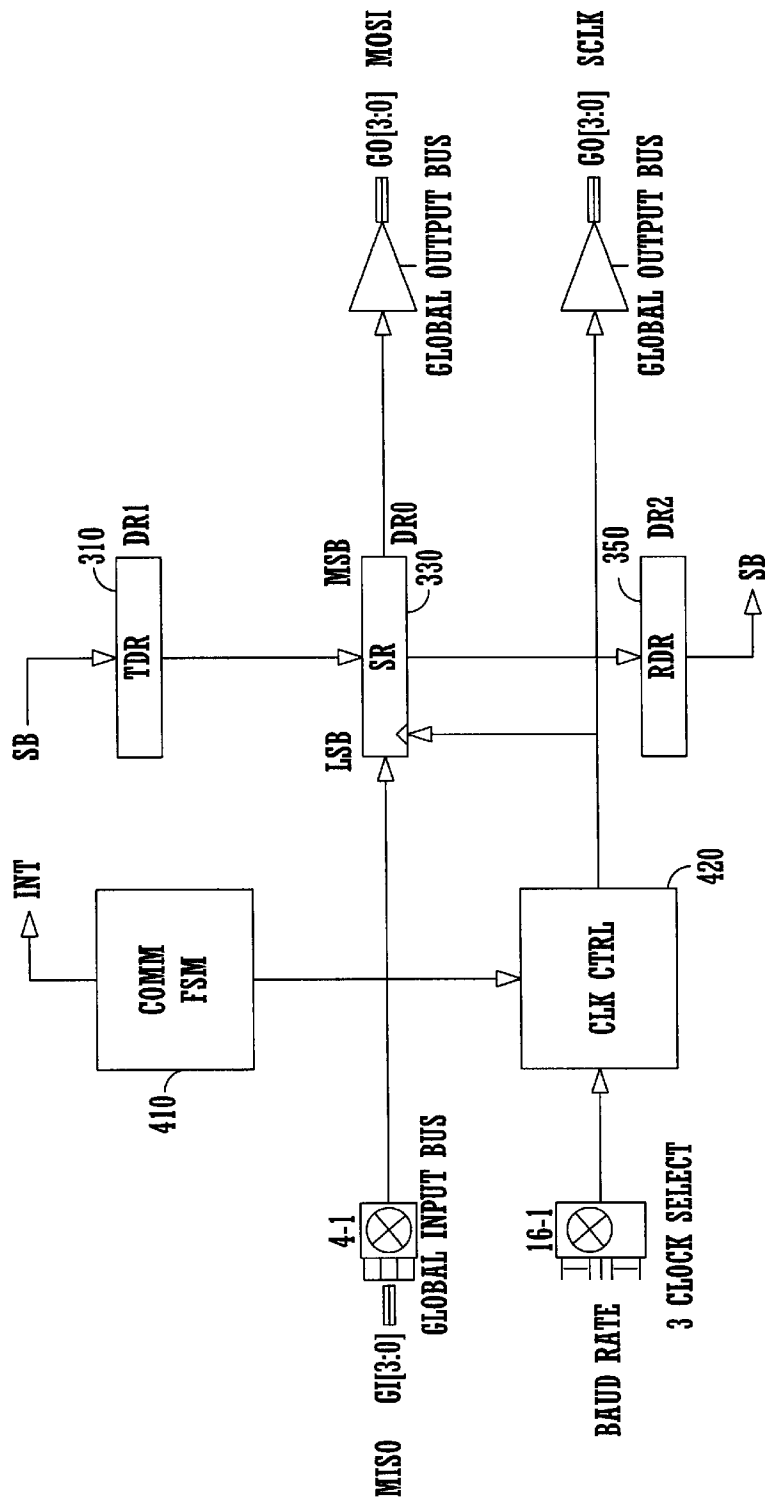 SB
310
TDR
DR1
INT
COMM
FSM
410
LSB
MSB
SR
DR0
330
4-1
MISO GI[3:0]
GLOBAL INPUT BUS
GO[3:0] MOSI
GLOBAL OUTPUT BUS
16-1
BAUD RATE
3 CLOCK SELECT
CLK CTRL
420
350
RDR
DR2
SB
GO[3:0] SCLK
GLOBAL OUTPUT BUS